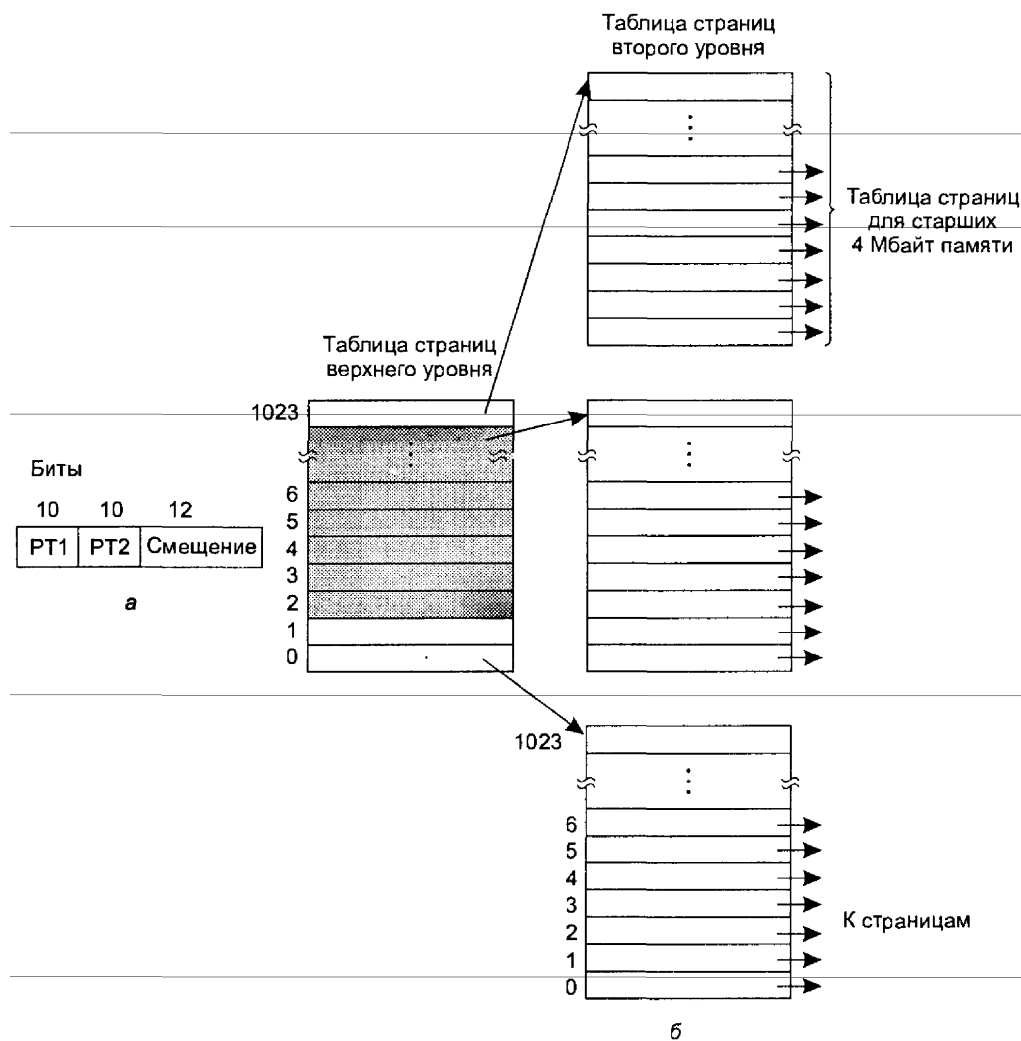 Таблица страниц
второго уровня
Таблица страниц
для старших
4 Мбайт памяти
Таблица страниц
верхнего уровня
1023
6
5
4
3
2
1
0
Биты
10 10 12
PT1 PT2 Смещение
а
1023
6
5
4
3
2
1
0
К страницам
б